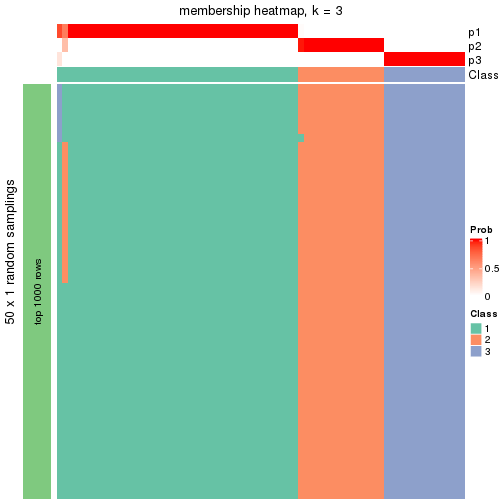 membership heatmap, k = 3
p1
p2
p3
Class
50 x 1 random samplings
top 1000 rows
Prob
1
0.5
0
Class
1
2
3